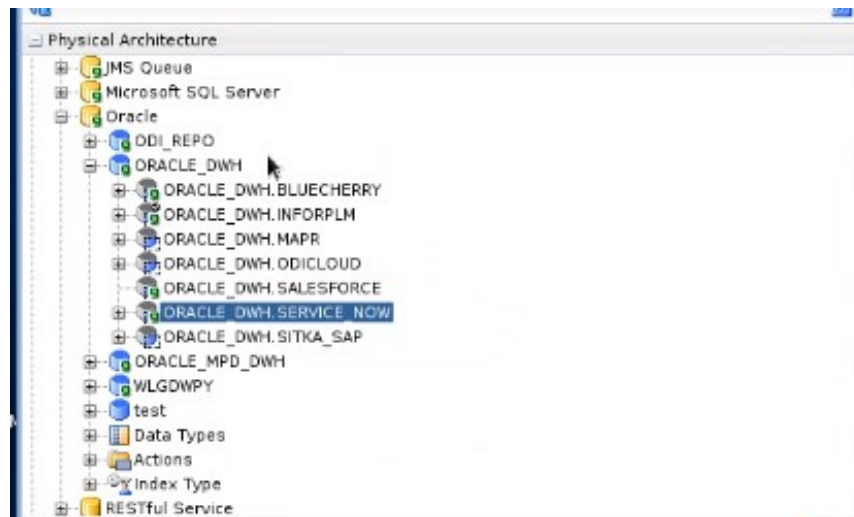 Physical Architecture
JMS Queue
Microsoft SQL Server
Oracle
ODI_REPO
ORACLE_DWH
ORACLE_DWH.BLUECHERRY
ORACLE_DWH.INFORPLM
ORACLE_DWH.MAPR
ORACLE_DWH.ODICLOUD
ORACLE_DWH.SALESFORCE
ORACLE_DWH.SERVICE_NOW
ORACLE_DWH.SITKA_SAP
ORACLE_MPD_DWH
WLGDWPY
test
Data Types
Actions
Index Type
RESTful Service